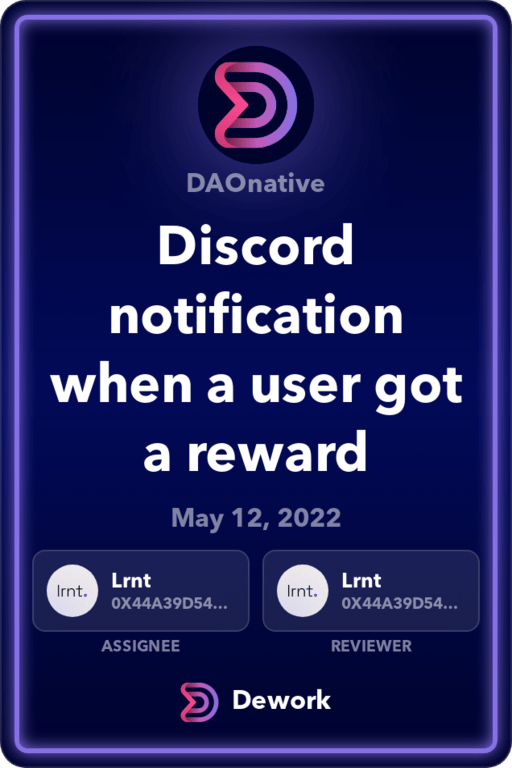 DAOnative
Discord
notification
when a user got
a reward
May 12, 2022
lrnt. Lrnt
0X44A39D54...
lrnt. Lrnt
0X44A39D54...
ASSIGNEE
REVIEWER
Dework